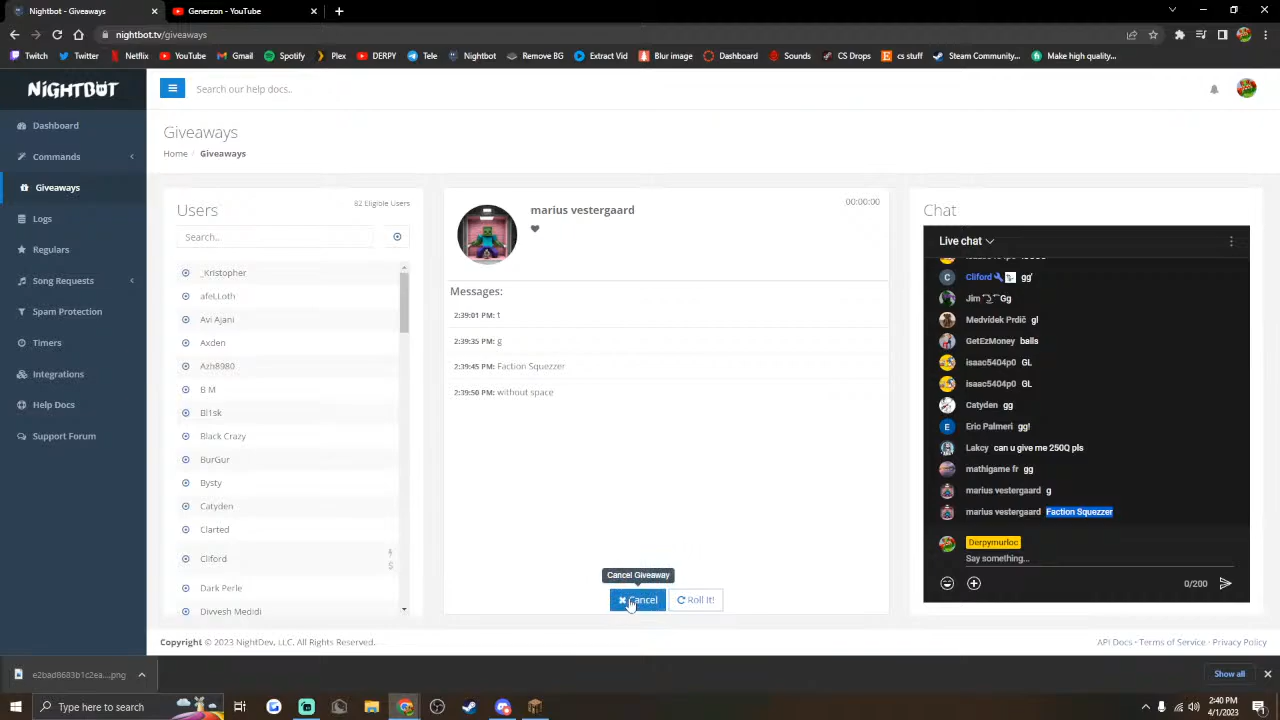 Nightbot - Giveaways
Generzon - YouTube
nightbot.tv/giveaways
Twitch
Twitter
Netflix
YouTube
Gmail
Spotify
Plex
DERPY
Tele
Nightbot
Remove BG
Extract Vid
Blur image
Dashboard
Sounds
CS Drops
cs stuff
Steam Community...
Make high quality...
NiGHTBOT
Search our help docs..
Dashboard
Commands
Giveaways
Logs
Regulars
Song Requests
Spam Protection
Timers
Integrations
Help Docs
Support Forum
Giveaways
Home / Giveaways
Users
82 Eligible Users
Search..
_Kristopher
afeLLoth
Avi Ajani
Axden
Azh8980
B M
Bl1sk
Black Crazy
BurGur
Bysty
Catyden
Clarted
Cliford
Dark Perle
Divvesh Medidi
marius vestergaard
00:00:00
Messages:
2:39:01 PM: t
2:39:35 PM: g
2:39:45 PM: Faction Squezzer
2:39:50 PM: without space
Cancel Giveaway
Cancel
Roll It!
Chat
Live chat
Cliford gg'
Gg
Medvídek Prdič gl
GetEzMoney balls
isaac5404p0 GL
isaac5404p0 GL
Catyden gg
Eric Palmeri gg!
Lakcy can u give me 250Q pls
mathigame fr gg
marius vestergaard g
marius vestergaard Faction Squezzer
Derpymurloc
Say something...
0/200
Copyright © 2023 NightDev, LLC. All Rights Reserved.
API Docs · Terms of Service · Privacy Policy
e2bad8683b1c2ea....png
Show all
Type here to search
2:40 PM
4/1/2023